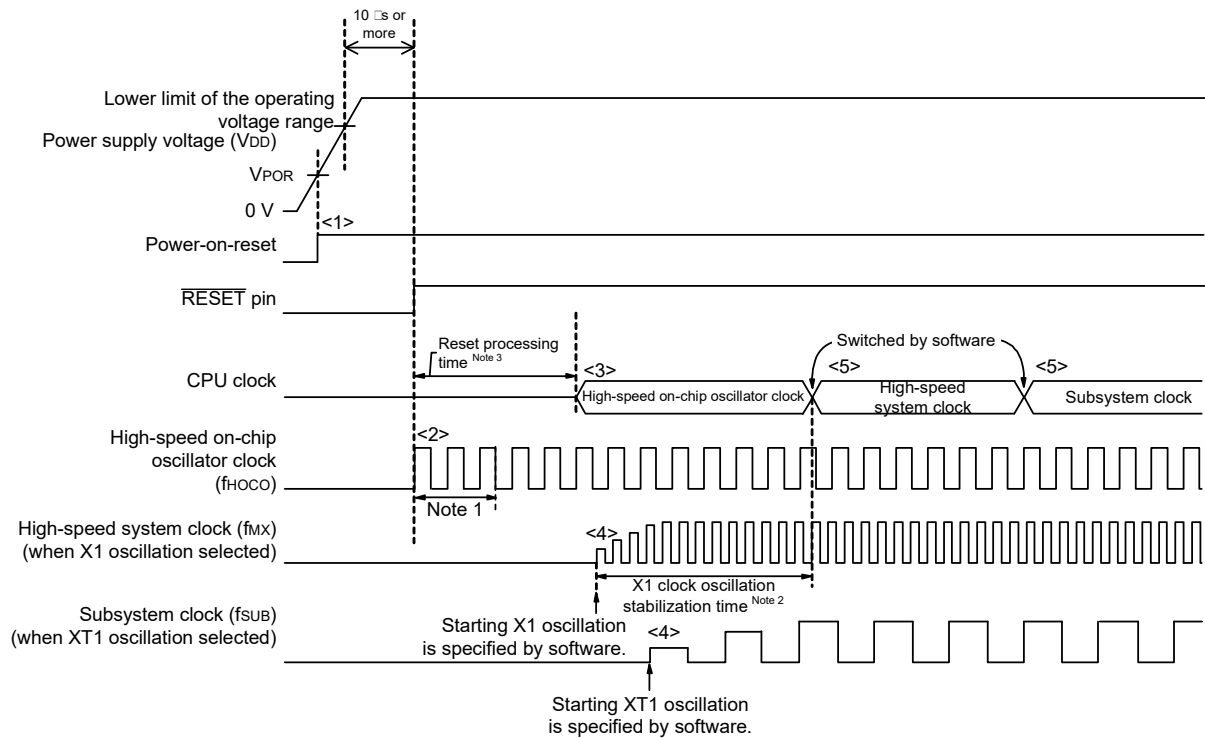 10 □s or
more
Lower limit of the operating
voltage range
Power supply voltage (VDD)
VPOR
0 V
<1>
Power-on-reset
RESET pin
Reset processing
time Note 3
Switched by software
CPU clock
<3>
High-speed on-chip oscillator clock
<5>
High-speed
system clock
<5>
Subsystem clock
High-speed on-chip
oscillator clock
(fHOCO)
<2>
Note 1
High-speed system clock (fMX)
(when X1 oscillation selected)
<4>
X1 clock oscillation
stabilization time Note 2
Subsystem clock (fSUB)
(when XT1 oscillation selected)
Starting X1 oscillation
is specified by software.
<4>
Starting XT1 oscillation
is specified by software.